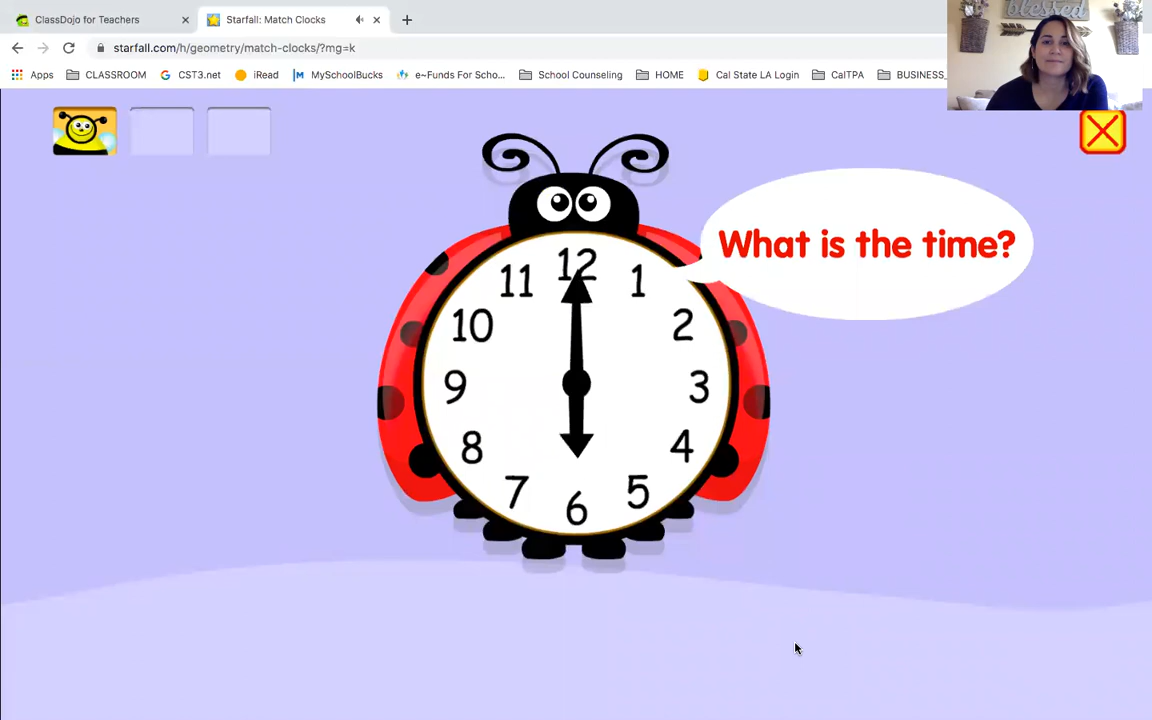 ClassDojo for Teachers
Starfall: Match Clocks
starfall.com/h/geometry/match-clocks/?mg=k
Apps
CLASSROOM
CST3.net
iRead
MySchoolBucks
e~Funds For Scho...
School Counseling
HOME
Cal State LA Login
CalTPA
BUSINESS_
blessed
What is the time?
12
11
1
10
2
9
3
8
4
7
5
6